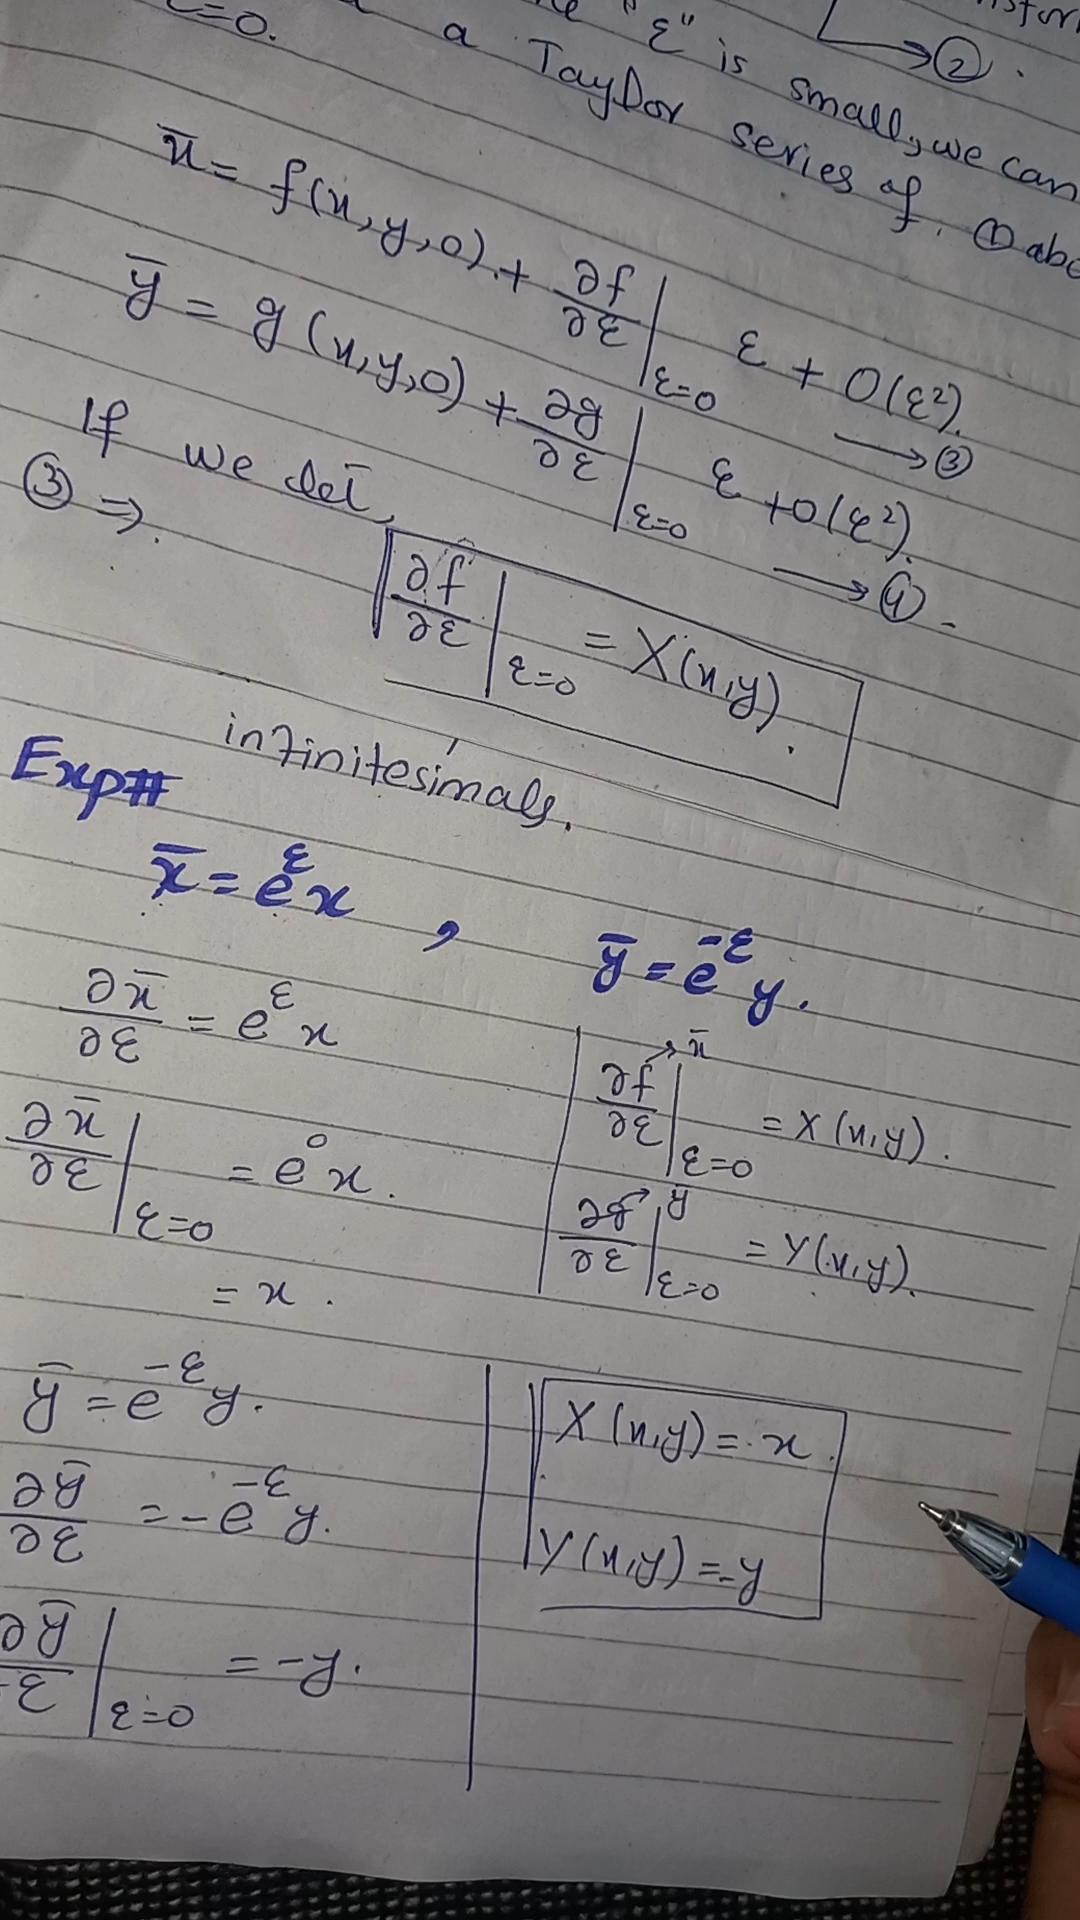 "ε" is small, we can
→ ②.
ε=0. a Taylor series of ①
x̄ = f(x,y,0) + ∂f/∂ε |ε=0 ε + O(ε²).
→ ③
ȳ = g(x,y,0) + ∂g/∂ε |ε=0 ε + O(ε²).
→ ④.
If we let,
③ ⇒.
∂f/∂ε |ε=0 = X(x,y).
infinitesimals.
Exp#
x̄ = e^ε x , ȳ = e^-ε y.
∂x̄/∂ε = e^ε x
∂f/∂ε |ε=0 → x̄ = X(x,y).
∂x̄/∂ε |ε=0 = e^0 x.
∂g/∂ε |ε=0 → ȳ = Y(x,y).
= x.
ȳ = e^-ε y.
∂ȳ/∂ε = -e^-ε y.
∂ȳ/∂ε |ε=0 = -y.
X(x,y) = x.
Y(x,y) = -y